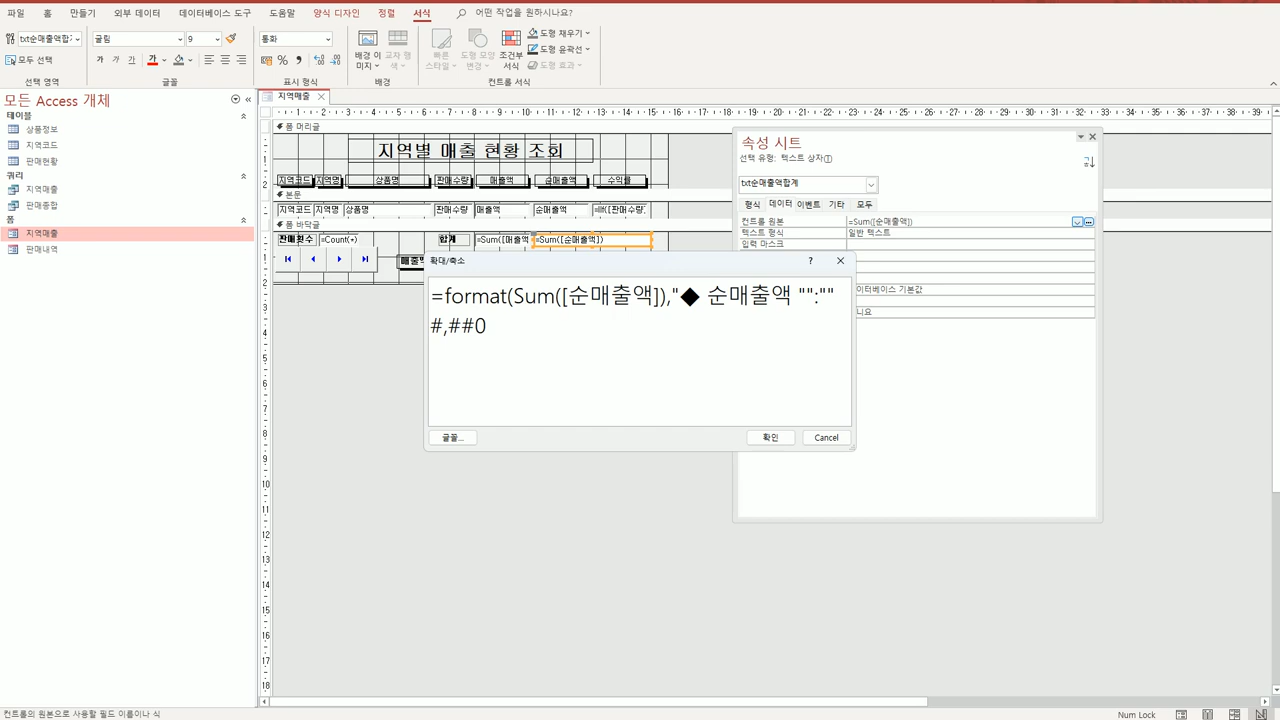 파일 홈 만들기 외부 데이터 데이터베이스 도구 도움말 양식 디자인 정렬 서식 어떤 작업을 원하시나요?
txt순매출액합계 굴림 9 통화
모두 선택 가 가 가 가
배경 이미지 교차 행 색 빠른 스타일 도형 모양 변경 조건부 서식
도형 채우기
도형 윤곽선
도형 효과
선택 영역 글꼴 표시 형식 배경 컨트롤 서식
모든 Access 개체
테이블
상품정보
지역코드
판매현황
쿼리
지역매출
판매종합
폼
지역매출
판매내역
지역매출
폼 머리글
지역별 매출 현황 조회
지역코드 지역명 상품명 판매수량 매출액 순매출액 수익률
본문
지역코드 지역명 상품명 판매수량 매출액 순매출액 =IIf([판매수량]
폼 바닥글
판매횟수 =Count(*) 합계 =Sum([매출액 =Sum([순매출액])
속성 시트
선택 유형: 텍스트 상자(T)
txt순매출액합계
형식 데이터 이벤트 기타 모두
컨트롤 원본 =Sum([순매출액])
텍스트 형식 일반 텍스트
입력 마스크
이터베이스 기본값
니요
확대/축소
=format(Sum([순매출액]),"◆ 순매출액 "":""
#,##0
글꼴... 확인 Cancel
컨트롤의 원본으로 사용할 필드 이름이나 식
Num Lock